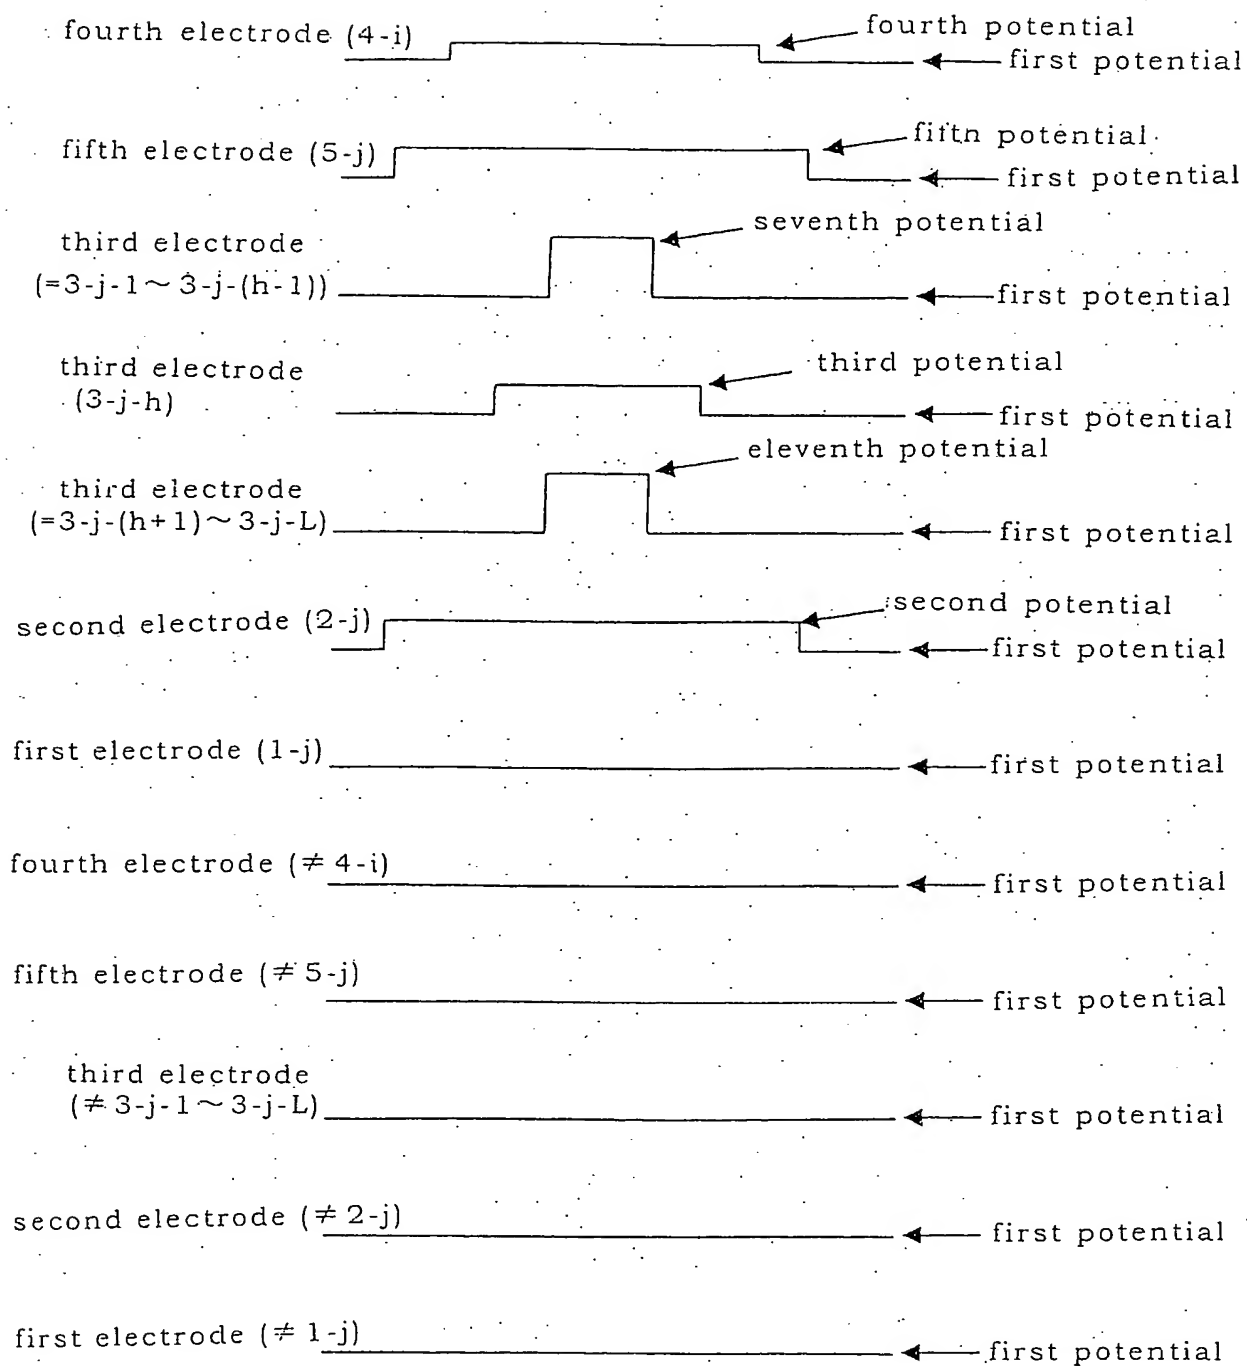 fourth electrode (4-i)
fourth potential
first potential
fifth electrode (5-j)
fiftn potential
first potential
seventh potential
third electrode
(=3-j-1～3-j-(h-1))
first potential
third electrode
(3-j-h)
third potential
first potential
eleventh potential
third electrode
(=3-j-(h+1)～3-j-L)
first potential
second electrode (2-j)
second potential
first potential
first electrode (1-j)
first potential
fourth electrode (≠ 4-i)
first potential
fifth electrode (≠ 5-j)
first potential
third electrode
(≠ 3-j-1～3-j-L)
first potential
second electrode (≠ 2-j)
first potential
first electrode (≠ 1-j)
first potential